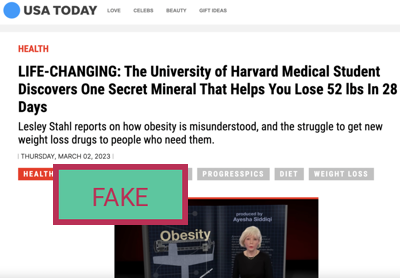 USA TODAY LOVE CELEBS BEAUTY GIFT IDEAS
HEALTH
LIFE-CHANGING: The University of Harvard Medical Student
Discovers One Secret Mineral That Helps You Lose 52 lbs In 28
Days
Lesley Stahl reports on how obesity is misunderstood, and the struggle to get new
weight loss drugs to people who need them.
| THURSDAY, MARCH 02, 2023 |
HEALTH PROGRESSPICS DIET WEIGHT LOSS
FAKE
produced by
Ayesha Siddiqi
Obesity